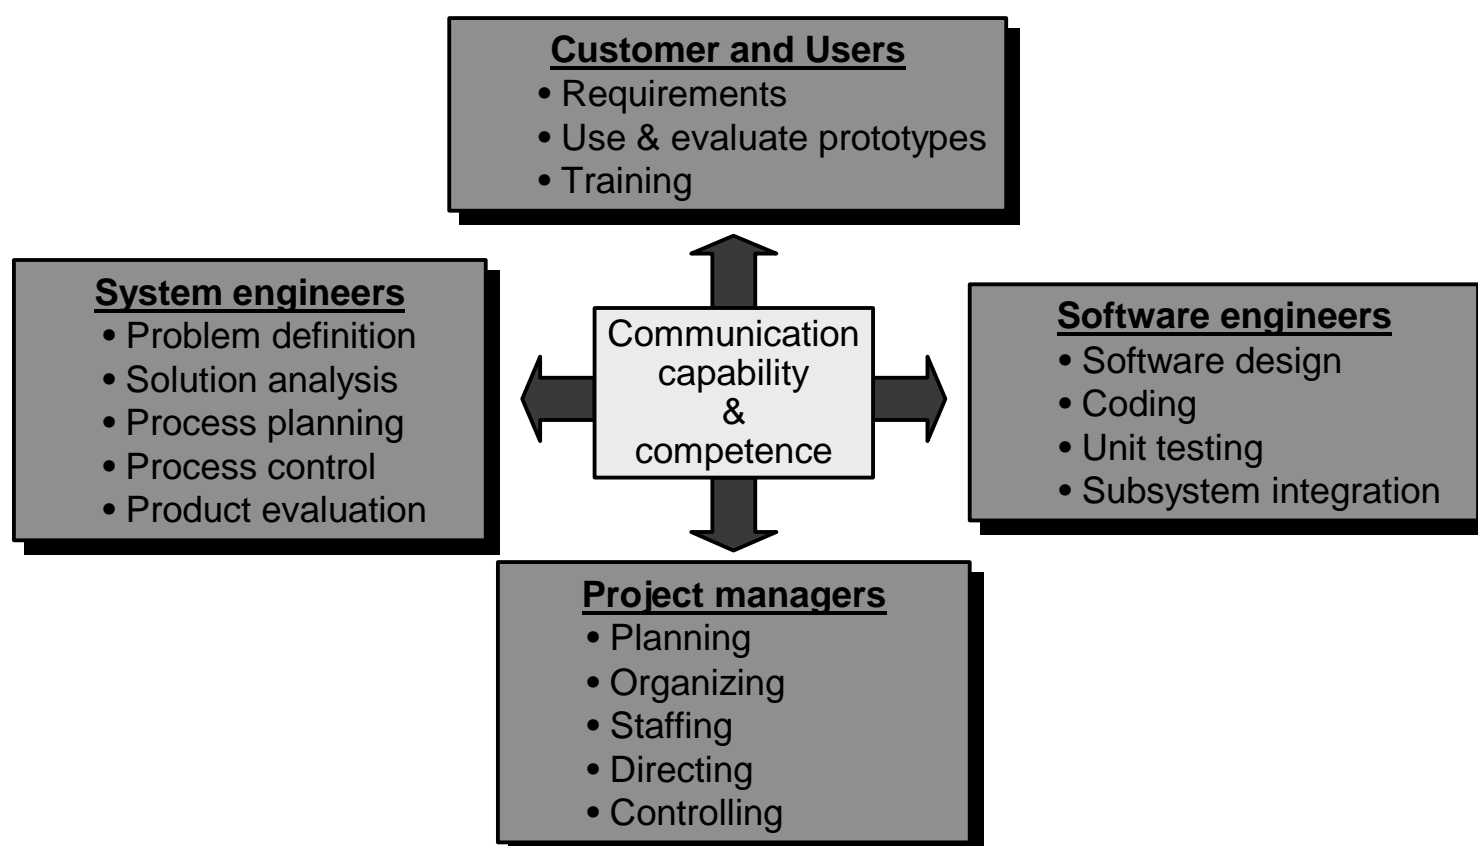 Customer and Users
• Requirements
• Use & evaluate prototypes
• Training
System engineers
• Problem definition
• Solution analysis
• Process planning
• Process control
• Product evaluation
Communication
capability
&
competence
Software engineers
• Software design
• Coding
• Unit testing
• Subsystem integration
Project managers
• Planning
• Organizing
• Staffing
• Directing
• Controlling